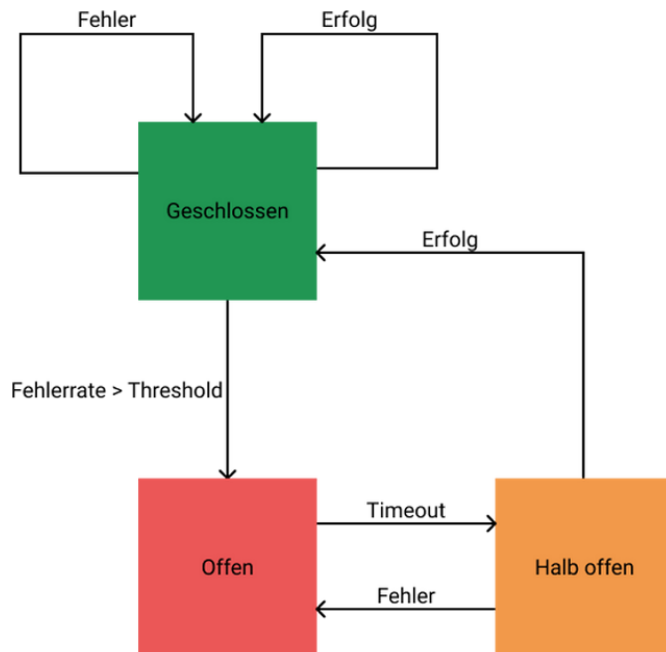 Fehler
Erfolg
Geschlossen
Erfolg
Fehlerrate > Threshold
Timeout
Offen
Halb offen
Fehler